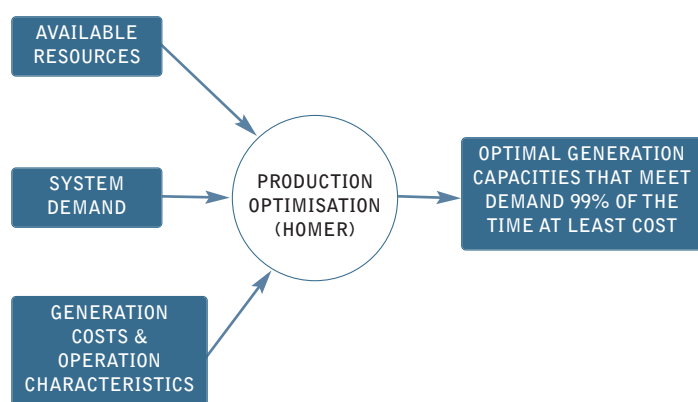 AVAILABLE
RESOURCES
SYSTEM
DEMAND
GENERATION
COSTS &
OPERATION
CHARACTERISTICS
PRODUCTION
OPTIMISATION
(HOMER)
OPTIMAL GENERATION
CAPACITIES THAT MEET
DEMAND 99% OF THE
TIME AT LEAST COST